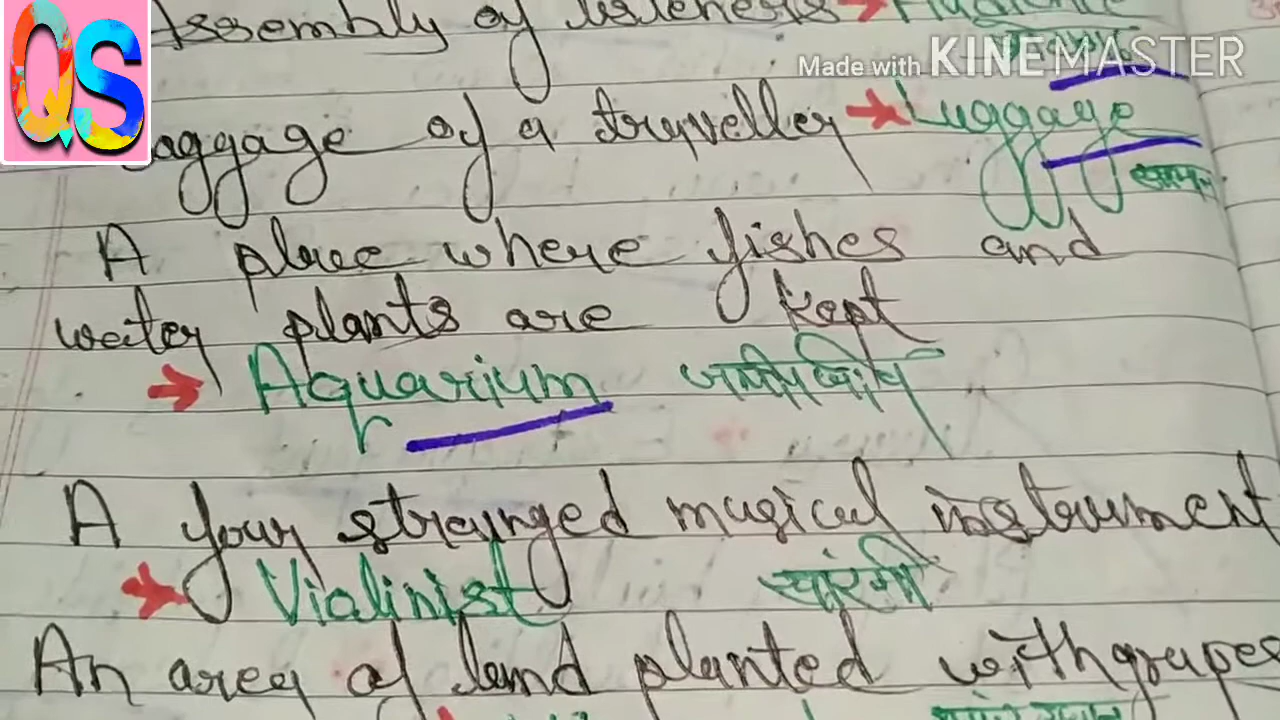 QS
Assembly of listeners → Audience
Made with KINEMASTER
Baggage of a traveller → Luggage
सामान
A place where fishes and
water plants are kept
→ Aquarium
A four stringed musical instrument
→ Vialinist सारंगी
An area of land planted with grapes